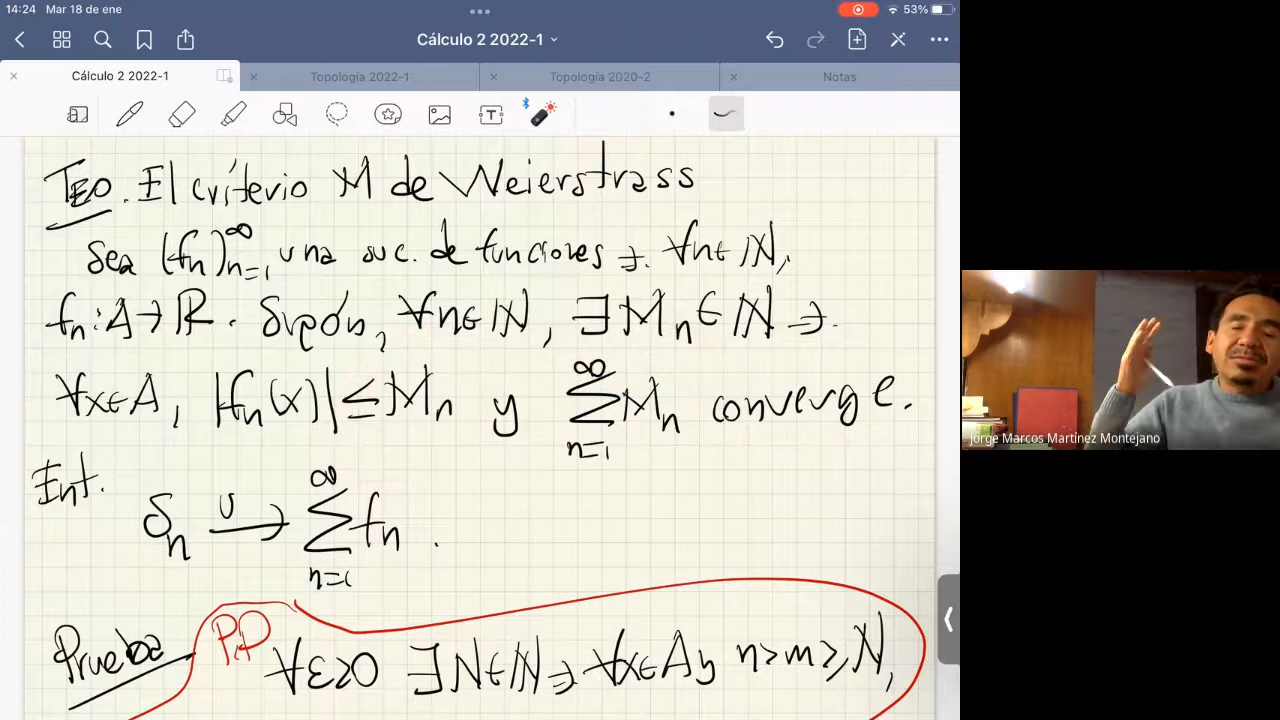 14:24 Mar 18 de ene 53%
Cálculo 2 2022-1
Cálculo 2 2022-1 Topología 2022-1 Topología 2020-2 Notas
TEO. El criterio M de Weierstrass
Sea (fn)_{n=1}^∞ una suc. de funciones ∋. ∀n∈ℕ,
fn: A→ℝ. Supón, ∀n∈ℕ, ∃Mn∈ℕ ∋.
∀x∈A, |fn(x)|≤Mn y ∑_{n=1}^∞ Mn converge.
Ent.
Sn —U→ ∑_{n=1}^∞ fn.
Prueba P.D ∀ε>0 ∃N∈ℕ ∋ ∀x∈A y n>m≥N,
Jorge Marcos Martínez Montejano